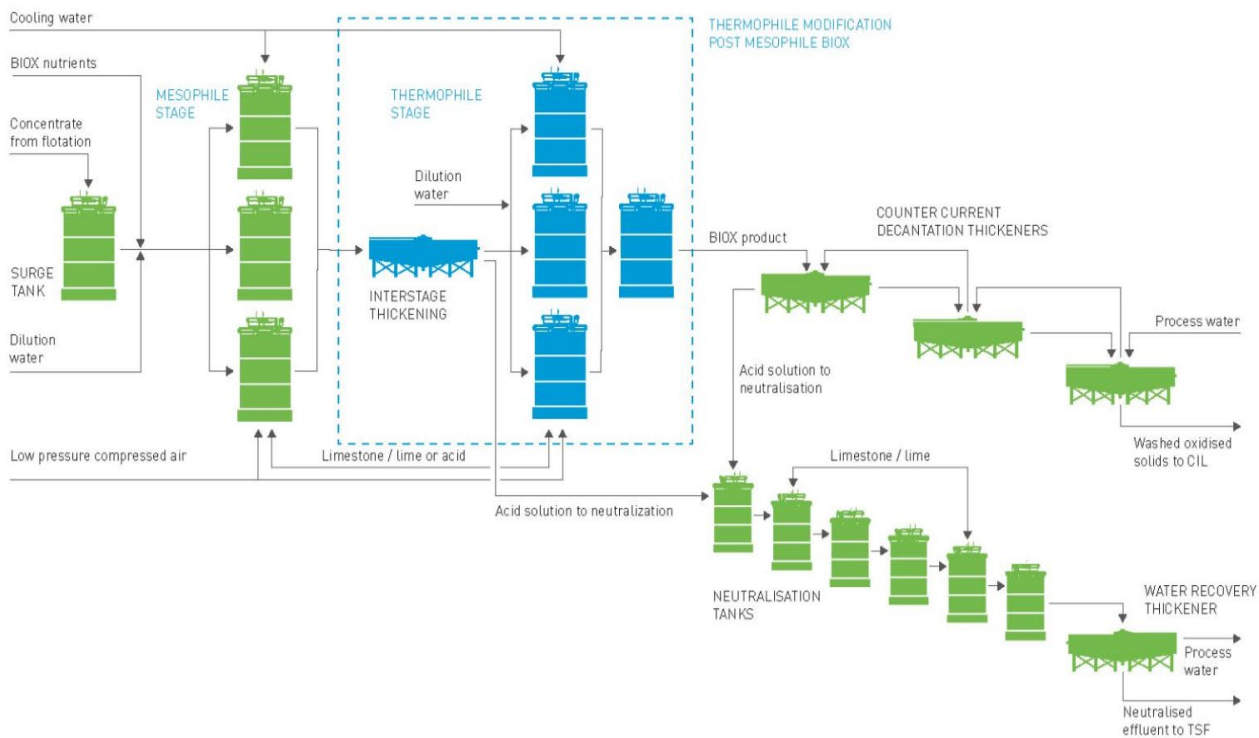 Cooling water
THERMOPHILE MODIFICATION
POST MESOPHILE BIOX
BIOX nutrients
MESOPHILE
STAGE
THERMOPHILE
STAGE
Concentrate
from flotation
Dilution
water
SURGE
TANK
INTERSTAGE
THICKENING
BIOX product
COUNTER CURRENT
DECANTATION THICKENERS
Process water
Dilution
water
Acid solution to
neutralisation
Low pressure compressed air
Limestone / lime or acid
Washed oxidised
solids to CIL
Limestone / lime
Acid solution to neutralization
NEUTRALISATION
TANKS
WATER RECOVERY
THICKENER
Process
water
Neutralised
effluent to TSF